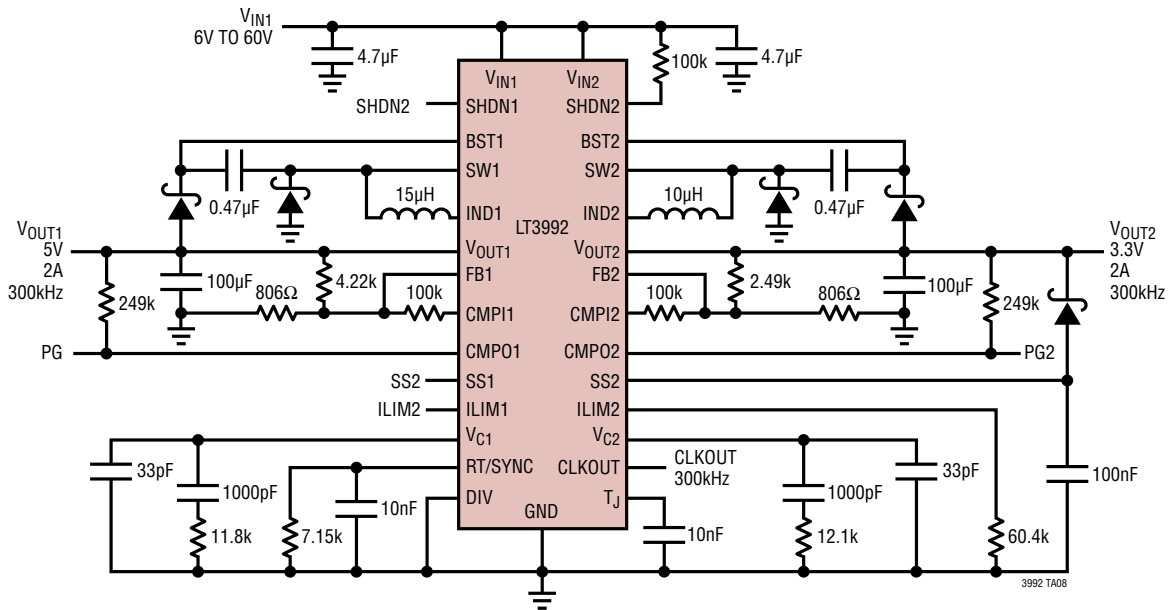 VIN1
6V TO 60V
4.7µF
VIN1
VIN2
100k
4.7µF
SHDN2
SHDN1
SHDN2
BST1
BST2
SW1
SW2
0.47µF
15µH
10µH
0.47µF
IND1
IND2
LT3992
VOUT1
5V
2A
300kHz
VOUT1
VOUT2
VOUT2
3.3V
2A
300kHz
249k
100µF
4.22k
FB1
FB2
2.49k
100µF
249k
806Ω
100k
CMPI1
CMPI2
100k
806Ω
PG
CMPO1
CMPO2
PG2
SS2
SS1
SS2
ILIM2
ILIM1
ILIM2
VC1
VC2
33pF
1000pF
RT/SYNC
CLKOUT
CLKOUT
300kHz
1000pF
33pF
100nF
10nF
DIV
TJ
GND
10nF
11.8k
7.15k
12.1k
60.4k
3992 TA08